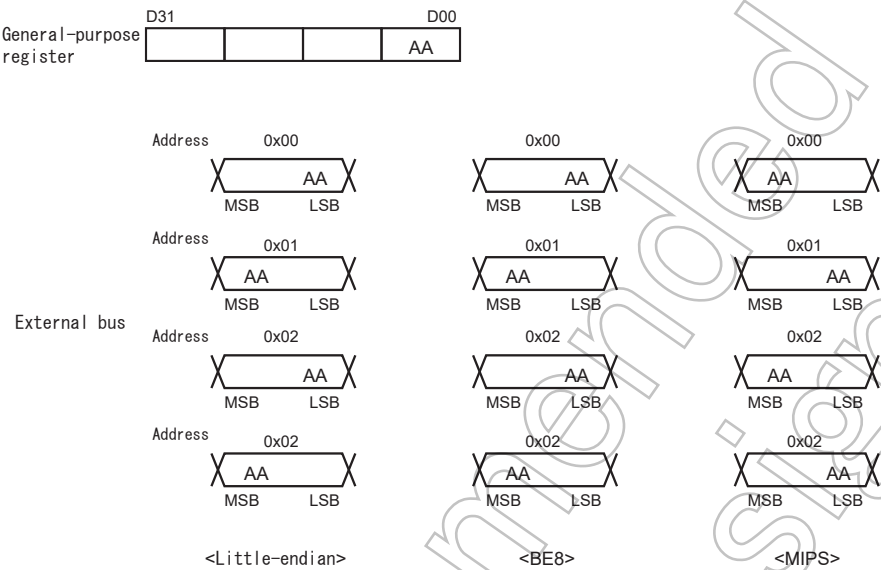 D31 D00
General-purpose
register
AA
Address 0x00 0x00 0x00
AA AA AA
MSB LSB MSB LSB MSB LSB
Address 0x01 0x01 0x01
AA AA AA
MSB LSB MSB LSB MSB LSB
External bus
Address 0x02 0x02 0x02
AA AA AA
MSB LSB MSB LSB MSB LSB
Address 0x02 0x02 0x02
AA AA AA
MSB LSB MSB LSB MSB LSB
<Little-endian> <BE8> <MIPS>
mended
sign